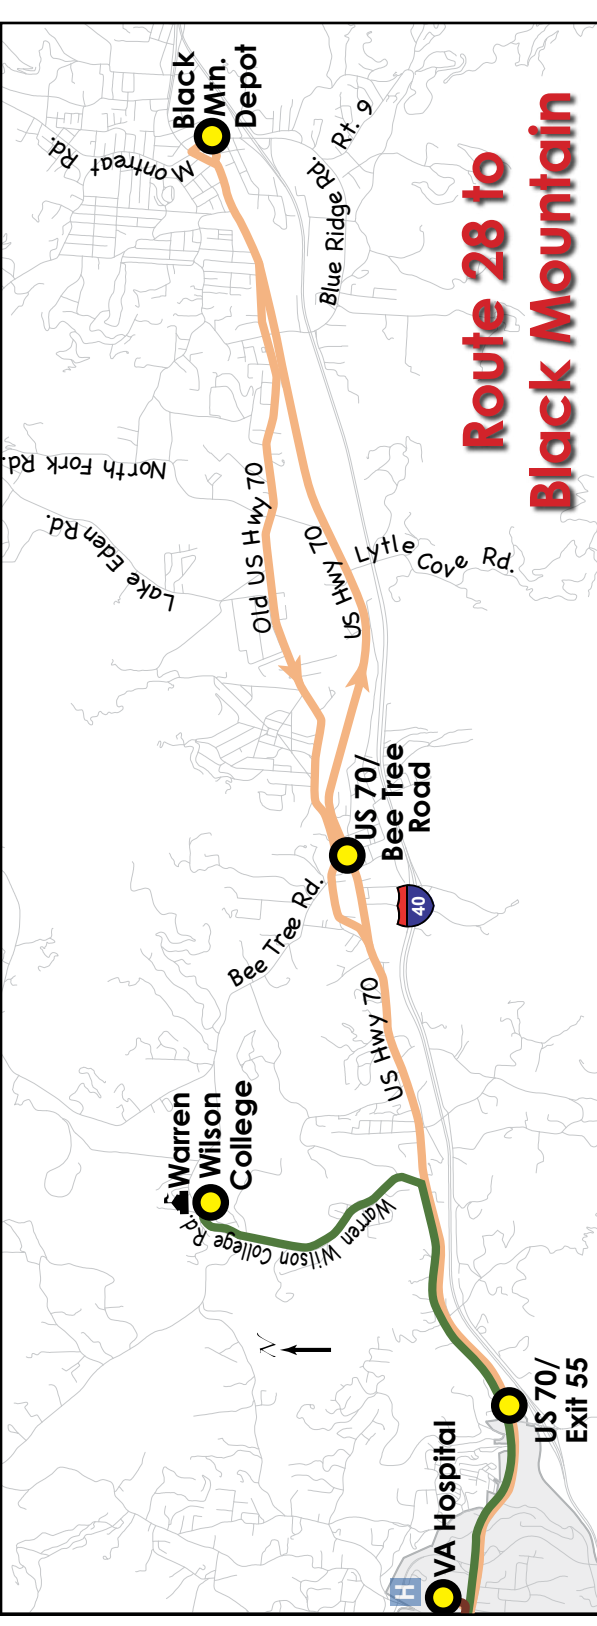 Route 28 to
Black Mountain
VA Hospital
H
US 70/
Exit 55
N
Warren
Wilson
College
Warren Wilson College Rd.
US Hwy 70
Bee Tree Rd.
40
US 70/
Bee Tree
Road
Old US Hwy 70
US Hwy 70
Lake Eden Rd.
North Fork Rd.
Lytle
Cove Rd.
Blue Ridge Rd.
Rt. 9
Montreat Rd.
Black
Mtn.
Depot